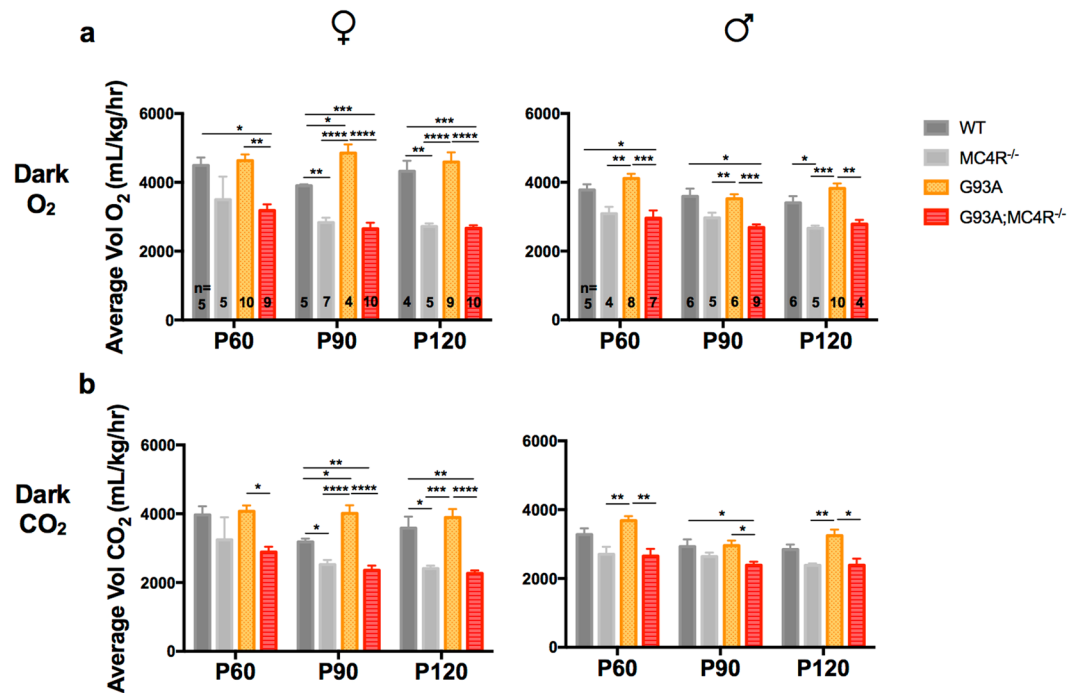 a
♀
♂
Dark
O2
Average Vol O2 (mL/kg/hr)
6000
4000
2000
0
*
**
***
*
**** ****
**
***
**** ****
**
n=
5 5 10 9 5 7 4 10 4 5 9 10
P60 P90 P120
6000
4000
2000
0
*
** ***
*
** ***
*
*** **
n=
5 4 8 7 6 5 6 9 6 5 10 4
P60 P90 P120
WT
MC4R-/-
G93A
G93A;MC4R-/-
b
Dark
CO2
Average Vol CO2 (mL/kg/hr)
6000
4000
2000
0
*
**
*
**** ****
*
**
*** ****
*
P60 P90 P120
6000
4000
2000
0
** **
*
*
** *
P60 P90 P120